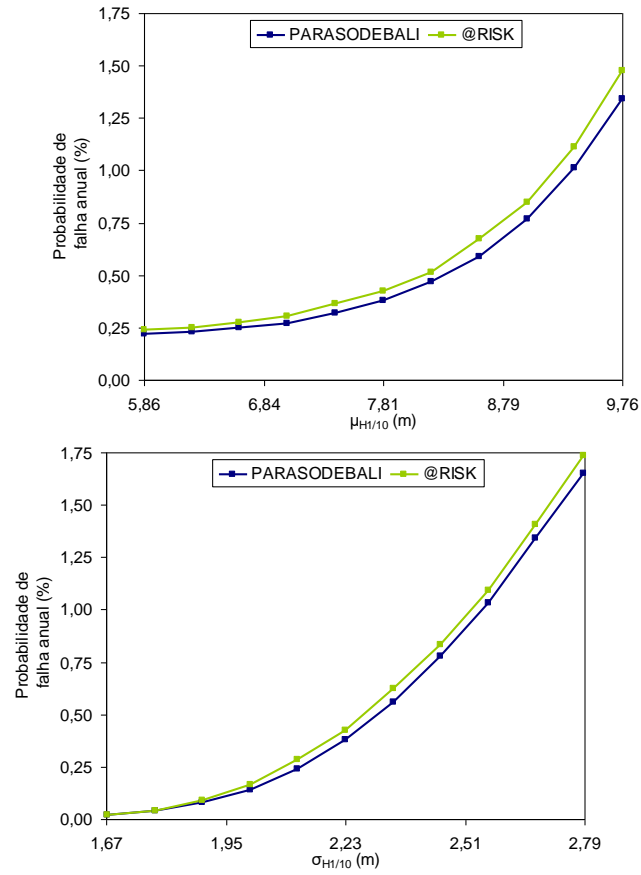 1,75
PARASODEBALI @RISK
1,50
1,25
1,00
0,75
0,50
0,25
0,00
Probabilidade de
falha anual (%)
5,86 6,84 7,81 8,79 9,76
μH1/10 (m)
1,75
PARASODEBALI @RISK
1,50
1,25
1,00
0,75
0,50
0,25
0,00
Probabilidade de
falha anual (%)
1,67 1,95 2,23 2,51 2,79
σH1/10 (m)